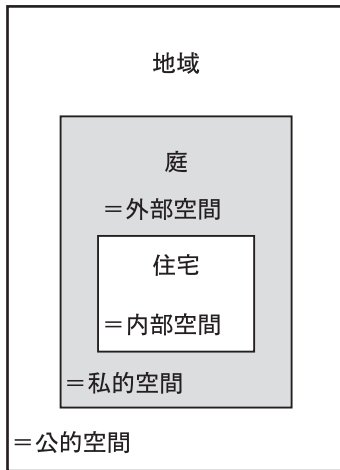 地域
庭
＝外部空間
住宅
＝内部空間
＝私的空間
＝公的空間